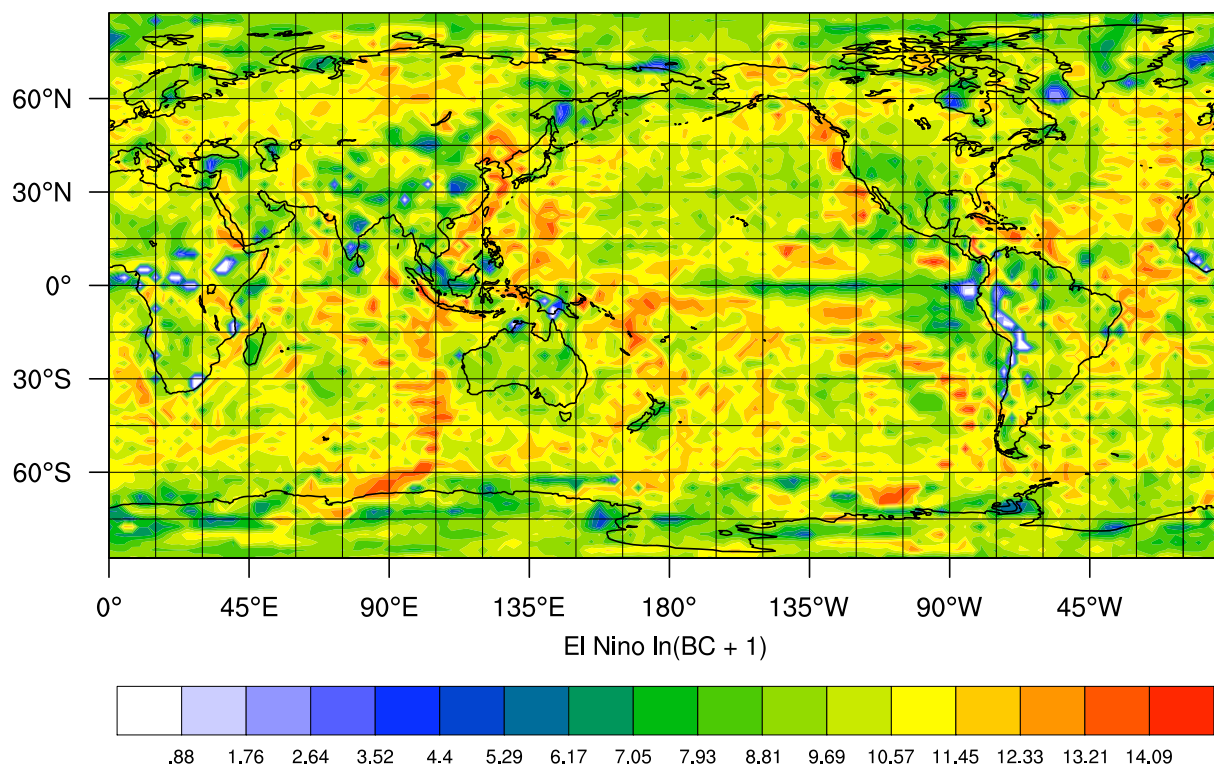 60°N
30°N
0°
30°S
60°S
0° 45°E 90°E 135°E 180° 135°W 90°W 45°W
El Nino ln(BC + 1)
.88 1.76 2.64 3.52 4.4 5.29 6.17 7.05 7.93 8.81 9.69 10.57 11.45 12.33 13.21 14.09